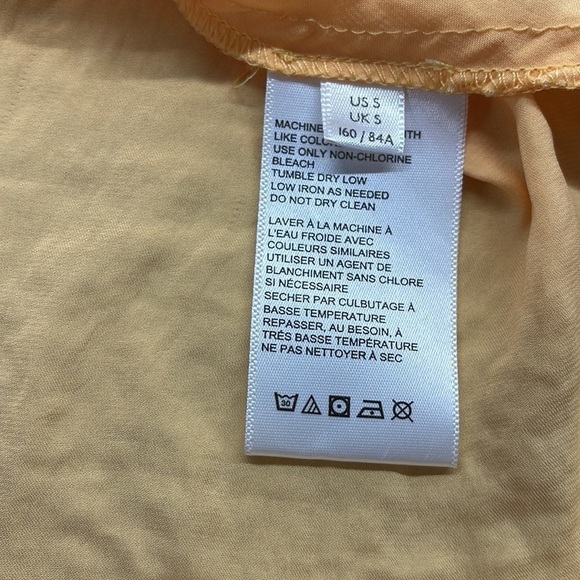 US S
UK S
160 / 84A
MACHINE
LIKE COLO
USE ONLY NON-CHLORINE
BLEACH
TUMBLE DRY LOW
LOW IRON AS NEEDED
DO NOT DRY CLEAN
LAVER À LA MACHINE À
L'EAU FROIDE AVEC
COULEURS SIMILAIRES
UTILISER UN AGENT DE
BLANCHIMENT SANS CHLORE
SI NÉCESSAIRE
SECHER PAR CULBUTAGE À
BASSE TEMPERATURE
REPASSER, AU BESOIN, À
TRÉS BASSE TEMPÉRATURE
NE PAS NETTOYER À SEC
30